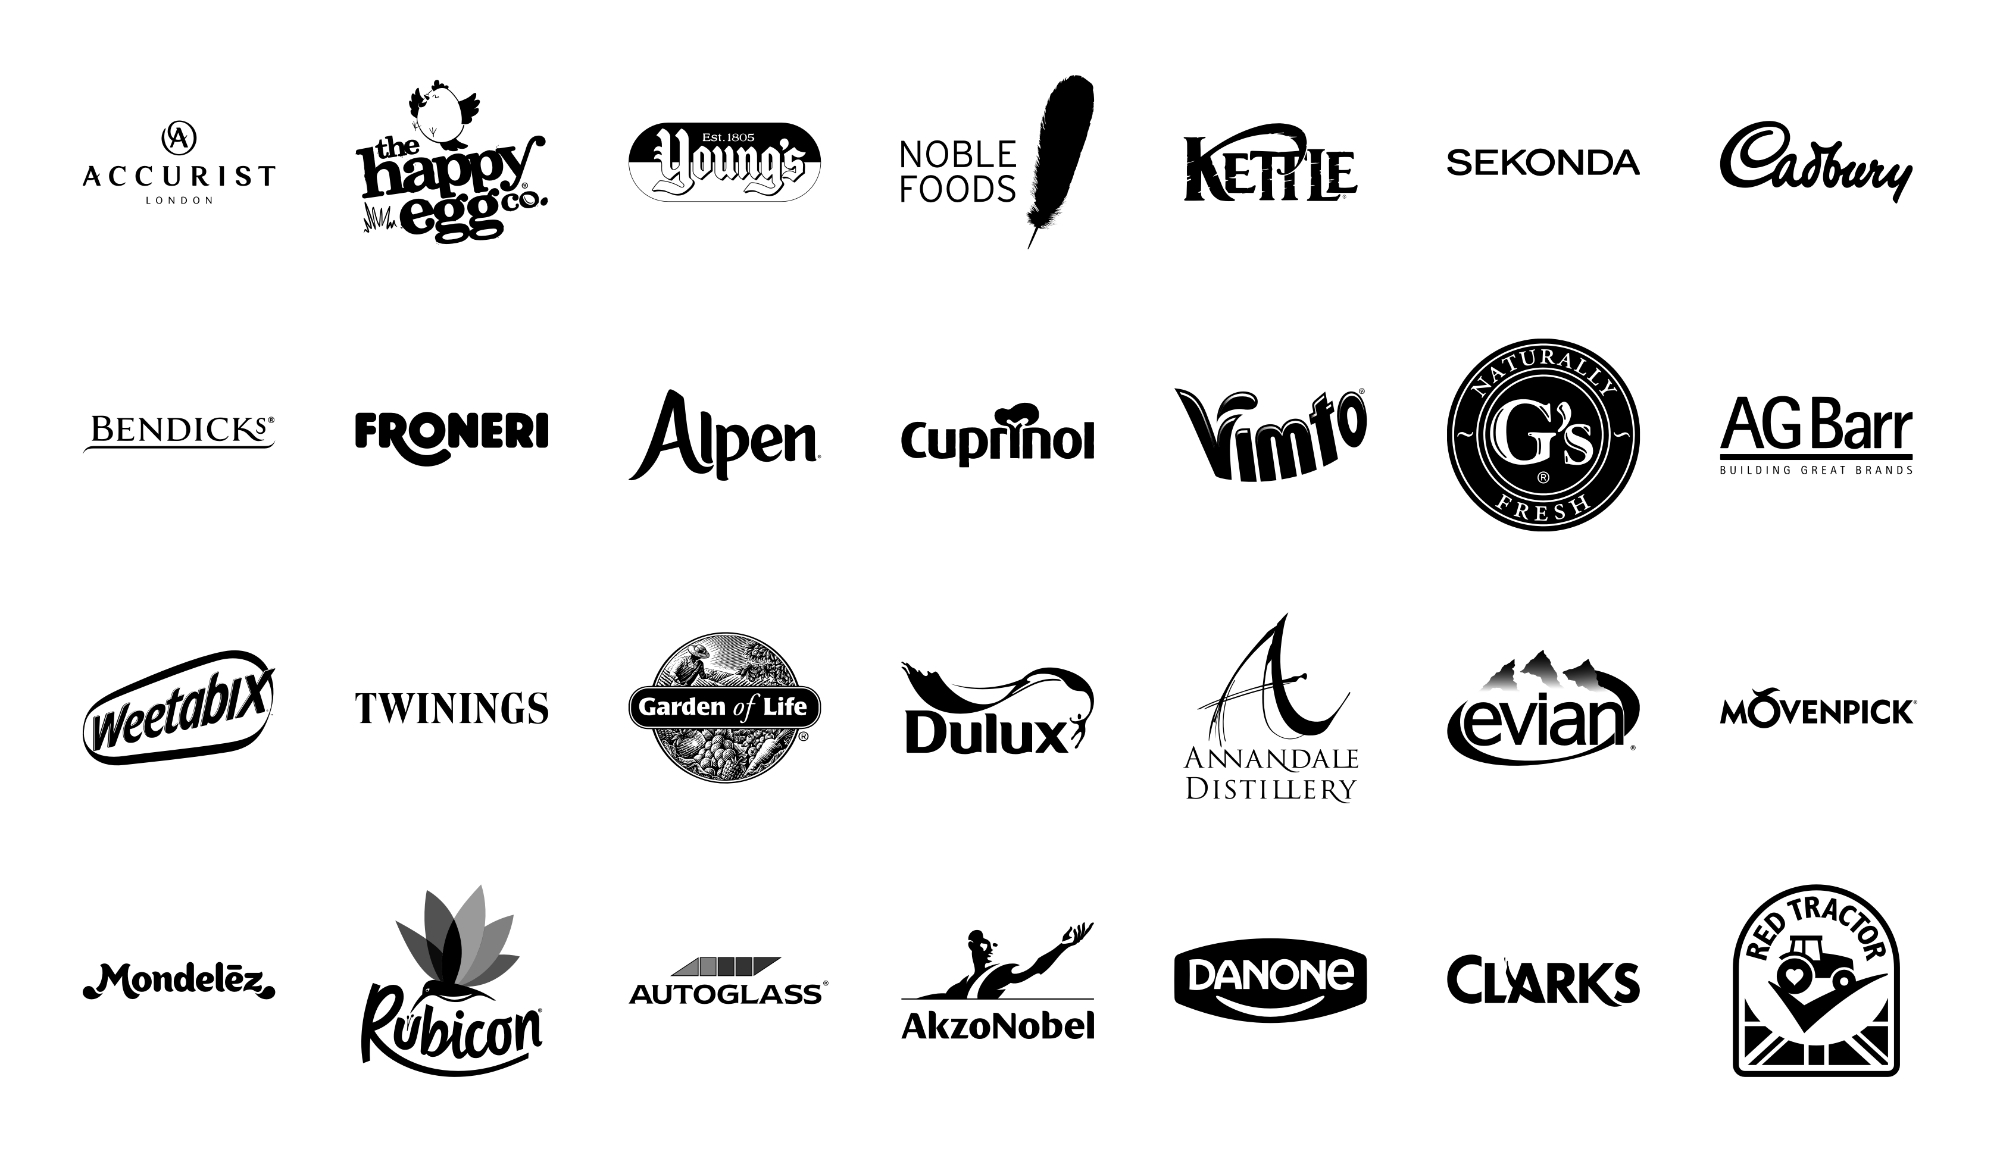 ACCURIST
LONDON
the
happy
egg co.®
Est. 1805
Young's
NOBLE
FOODS
KETTLE®
SEKONDA
Cadbury
BENDICKS®
FRONERI
Alpen®
Cuprinol
Vimto®
NATURALLY
G's
®
FRESH
AG Barr
BUILDING GREAT BRANDS
Weetabix
TWININGS
Garden of Life
®
Dulux
ANNANDALE
DISTILLERY
evian®
MÖVENPICK®
Mondelēz
Rubicon®
AUTOGLASS®
AkzoNobel
DANONE
CLARKS
RED TRACTOR